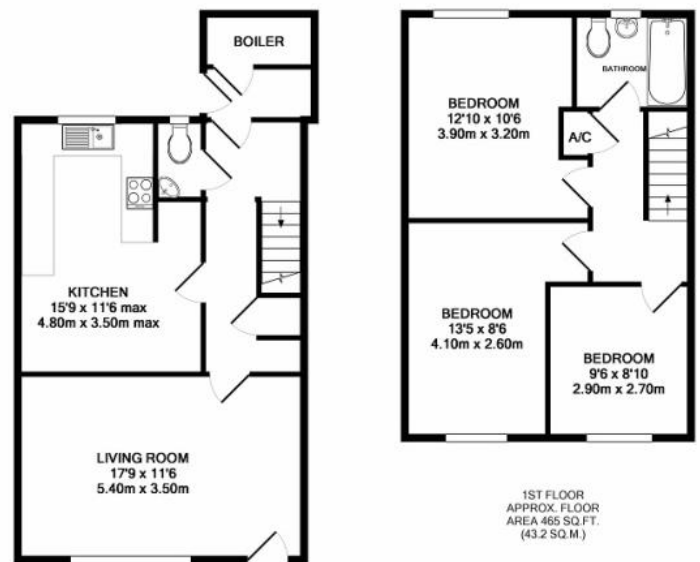 BOILER
KITCHEN
15'9 x 11'6 max
4.80m x 3.50m max
LIVING ROOM
17'9 x 11'6
5.40m x 3.50m
BEDROOM
12'10 x 10'6
3.90m x 3.20m
BATHROOM
A/C
BEDROOM
13'5 x 8'6
4.10m x 2.60m
BEDROOM
9'6 x 8'10
2.90m x 2.70m
1ST FLOOR
APPROX. FLOOR
AREA 465 SQ.FT.
(43.2 SQ.M.)